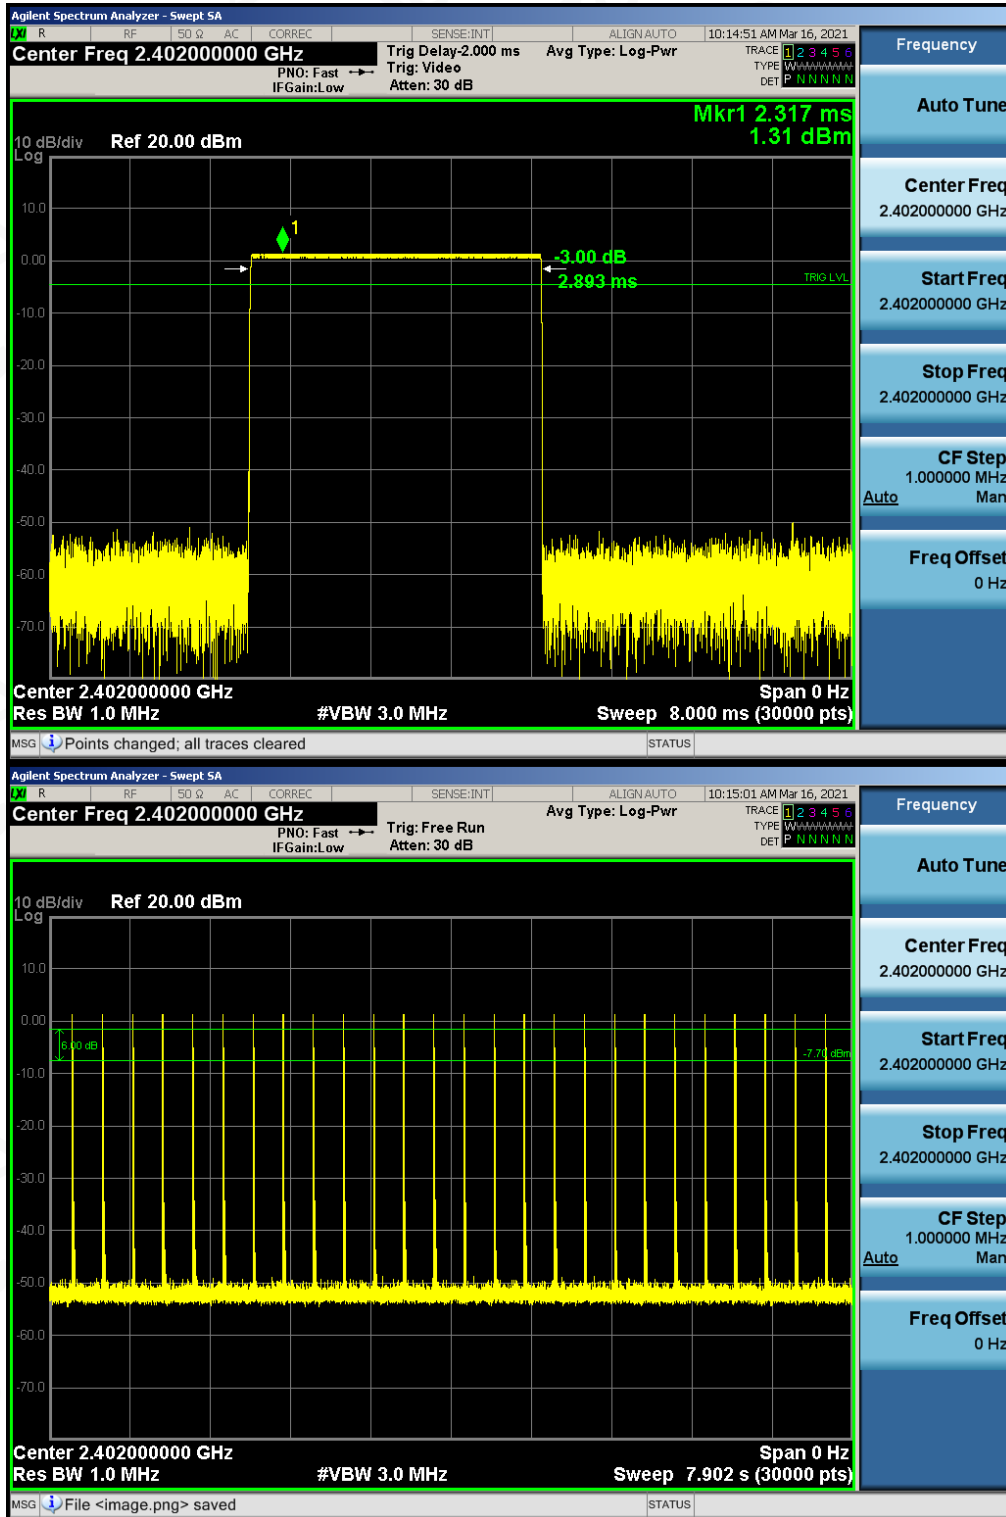 Agilent Spectrum Analyzer - Swept SA
LXI R RF 50 Ω AC CORREC SENSE:INT ALIGN AUTO 10:14:51 AM Mar 16, 2021
Center Freq 2.402000000 GHz
PNO: Fast
IFGain:Low
Trig Delay-2.000 ms
Trig: Video
Atten: 30 dB
Avg Type: Log-Pwr
TRACE 1 2 3 4 5 6
TYPE WWWWWW
DET P N N N N N
Mkr1 2.317 ms
1.31 dBm
10 dB/div Ref 20.00 dBm
Log
10.0
1
0.00
-3.00 dB
2.893 ms
TRIG LVL
-10.0
-20.0
-30.0
-40.0
-50.0
-60.0
-70.0
Center 2.402000000 GHz Span 0 Hz
Res BW 1.0 MHz #VBW 3.0 MHz Sweep 8.000 ms (30000 pts)
MSG Points changed; all traces cleared STATUS
Frequency
Auto Tune
Center Freq
2.402000000 GHz
Start Freq
2.402000000 GHz
Stop Freq
2.402000000 GHz
CF Step
1.000000 MHz
Auto Man
Freq Offset
0 Hz
Agilent Spectrum Analyzer - Swept SA
LXI R RF 50 Ω AC CORREC SENSE:INT ALIGN AUTO 10:15:01 AM Mar 16, 2021
Center Freq 2.402000000 GHz
PNO: Fast
IFGain:Low
Trig: Free Run
Atten: 30 dB
Avg Type: Log-Pwr
TRACE 1 2 3 4 5 6
TYPE WWWWWW
DET P N N N N N
10 dB/div Ref 20.00 dBm
Log
10.0
0.00
6.00 dB
-7.70 dBm
-10.0
-20.0
-30.0
-40.0
-50.0
-60.0
-70.0
Center 2.402000000 GHz Span 0 Hz
Res BW 1.0 MHz #VBW 3.0 MHz Sweep 7.902 s (30000 pts)
MSG File <image.png> saved STATUS
Frequency
Auto Tune
Center Freq
2.402000000 GHz
Start Freq
2.402000000 GHz
Stop Freq
2.402000000 GHz
CF Step
1.000000 MHz
Auto Man
Freq Offset
0 Hz